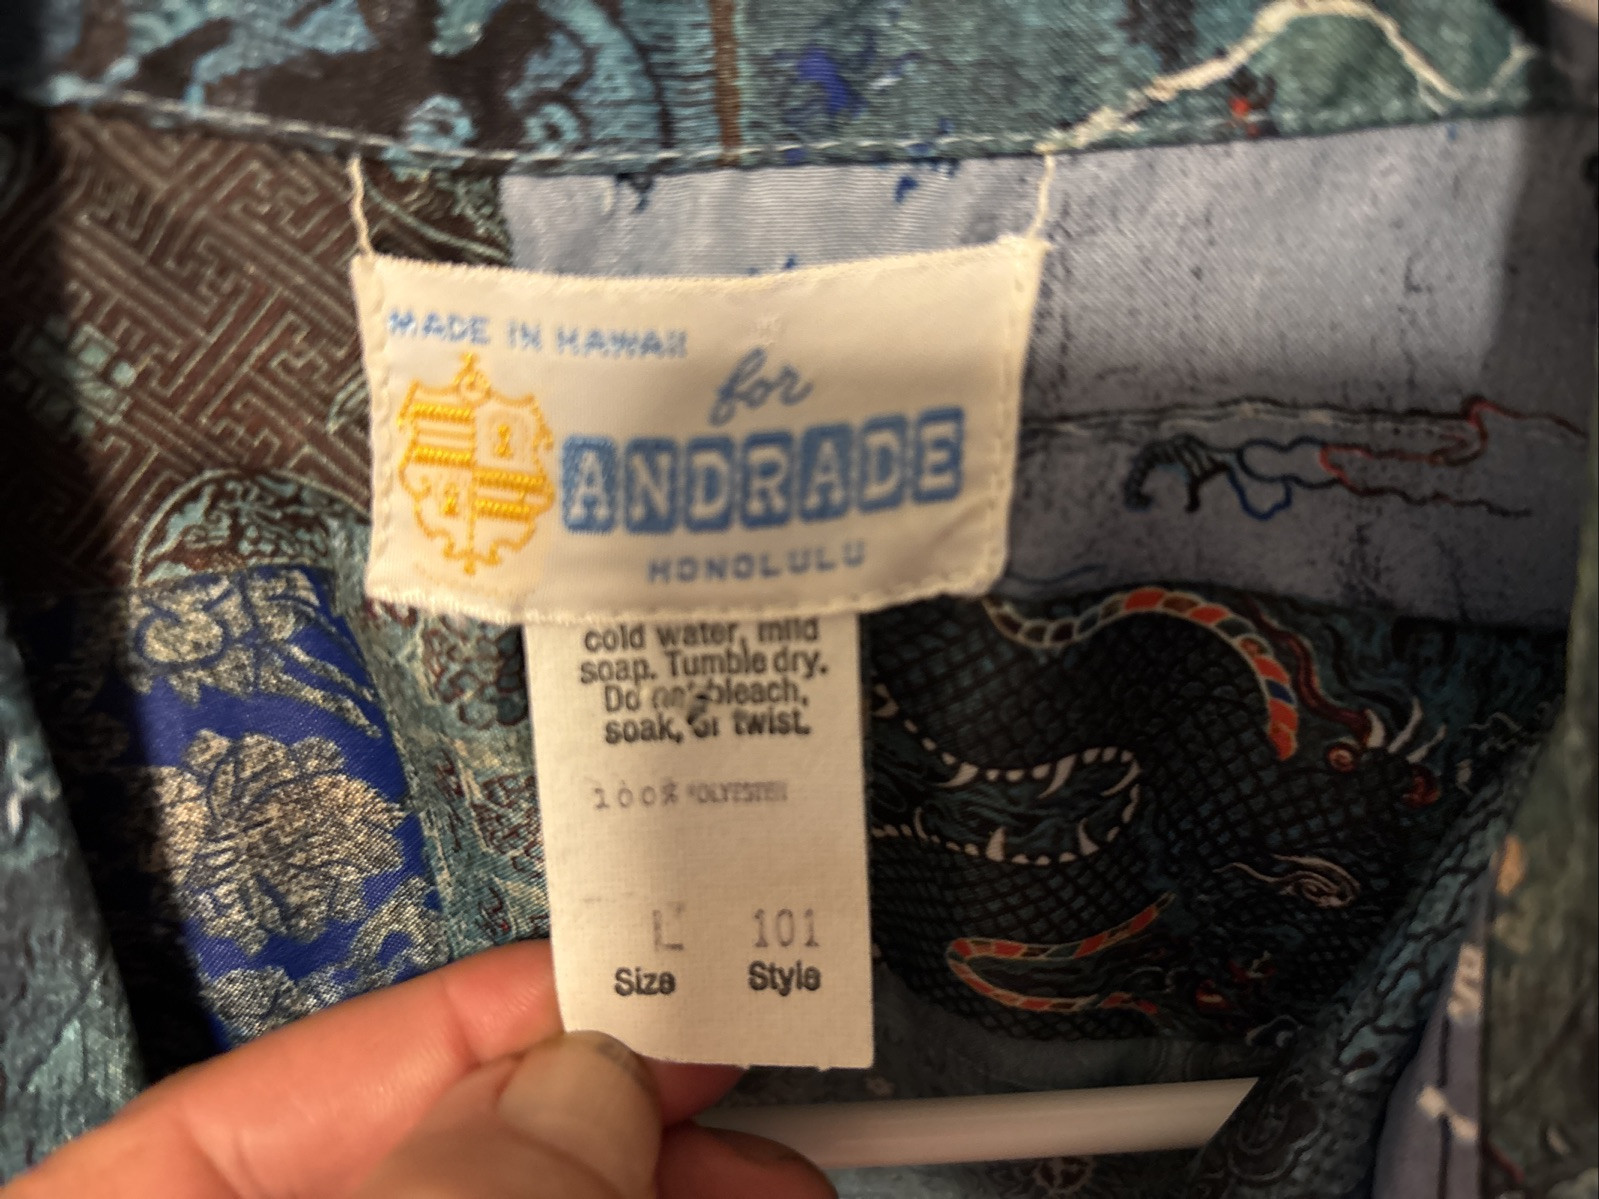 MADE IN HAWAII
for
ANDRADE
HONOLULU
cold water, mild
soap. Tumble dry.
Do not bleach,
soak, or twist.
100% POLYESTER
L 101
Size Style